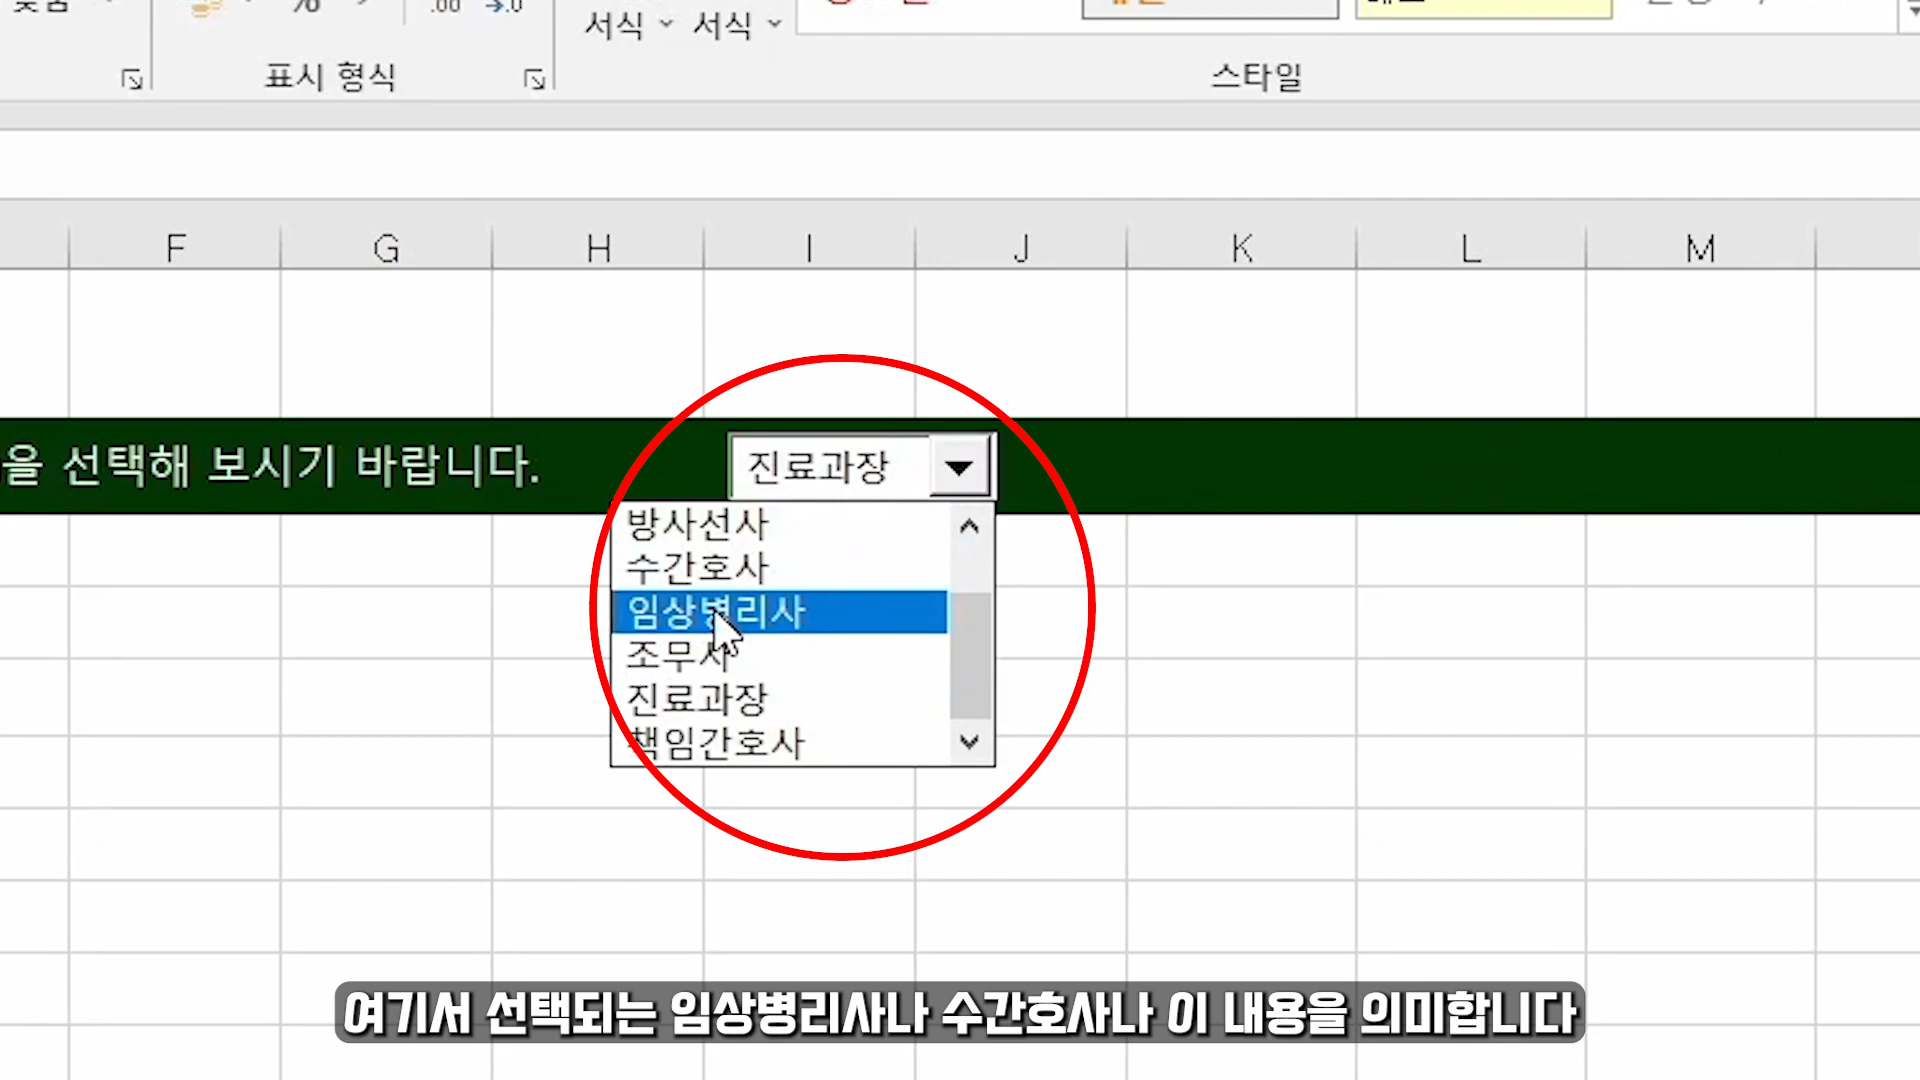 %
.00
.0
서식 서식
표시 형식
스타일
F G H I J K L M
을 선택해 보시기 바랍니다.
진료과장
방사선사
수간호사
임상병리사
조무사
진료과장
책임간호사
여기서 선택되는 임상병리사나 수간호사나 이 내용을 의미합니다